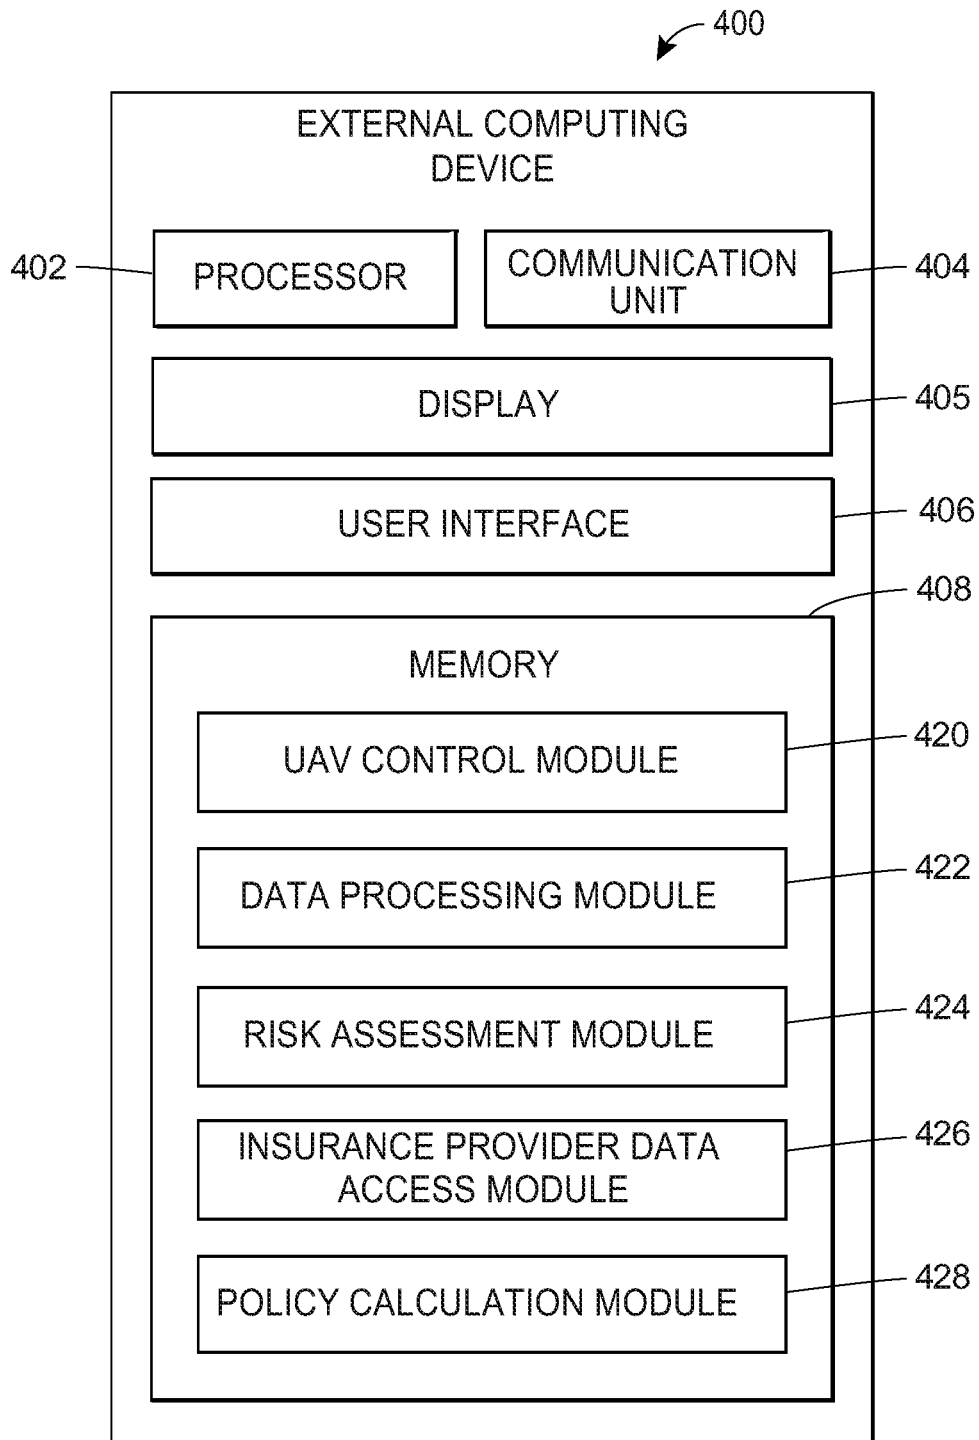 400
EXTERNAL COMPUTING
DEVICE
402
PROCESSOR
COMMUNICATION
UNIT
404
DISPLAY
405
USER INTERFACE
406
408
MEMORY
UAV CONTROL MODULE
420
DATA PROCESSING MODULE
422
RISK ASSESSMENT MODULE
424
INSURANCE PROVIDER DATA
ACCESS MODULE
426
POLICY CALCULATION MODULE
428